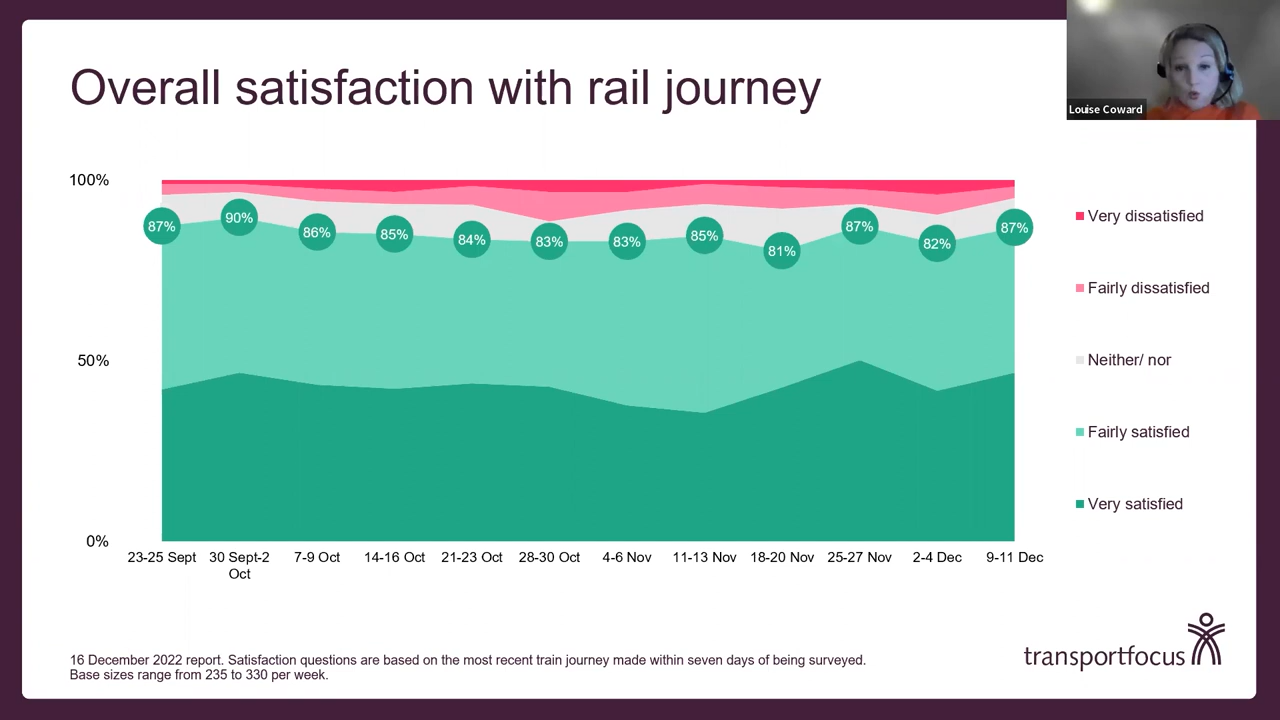 Overall satisfaction with rail journey
Louise Coward
100%
50%
0%
87%
90%
86%
85%
84%
83%
83%
85%
81%
87%
82%
87%
Very dissatisfied
Fairly dissatisfied
Neither/ nor
Fairly satisfied
Very satisfied
23-25 Sept
30 Sept-2
Oct
7-9 Oct
14-16 Oct
21-23 Oct
28-30 Oct
4-6 Nov
11-13 Nov
18-20 Nov
25-27 Nov
2-4 Dec
9-11 Dec
16 December 2022 report. Satisfaction questions are based on the most recent train journey made within seven days of being surveyed.
Base sizes range from 235 to 330 per week.
transportfocus